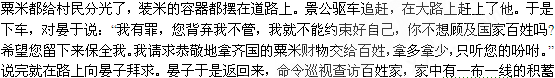 粟米都给村民分光了，装米的容器都摆在道路上。景公驱车追赶，在大路上赶上了他。于是
下车，对晏子说：“我有罪，您背弃我不管，我就不能约束好自己，你不想顾及国家百姓吗？
希望您留下来保全我。我请求恭敬地拿齐国的粟米财物交给百姓，拿多拿少，只听您的吩咐。”
说完就在路上向晏子拜求。晏子于是返回来，命令巡视查访百姓家，家中有一布一线的积蓄